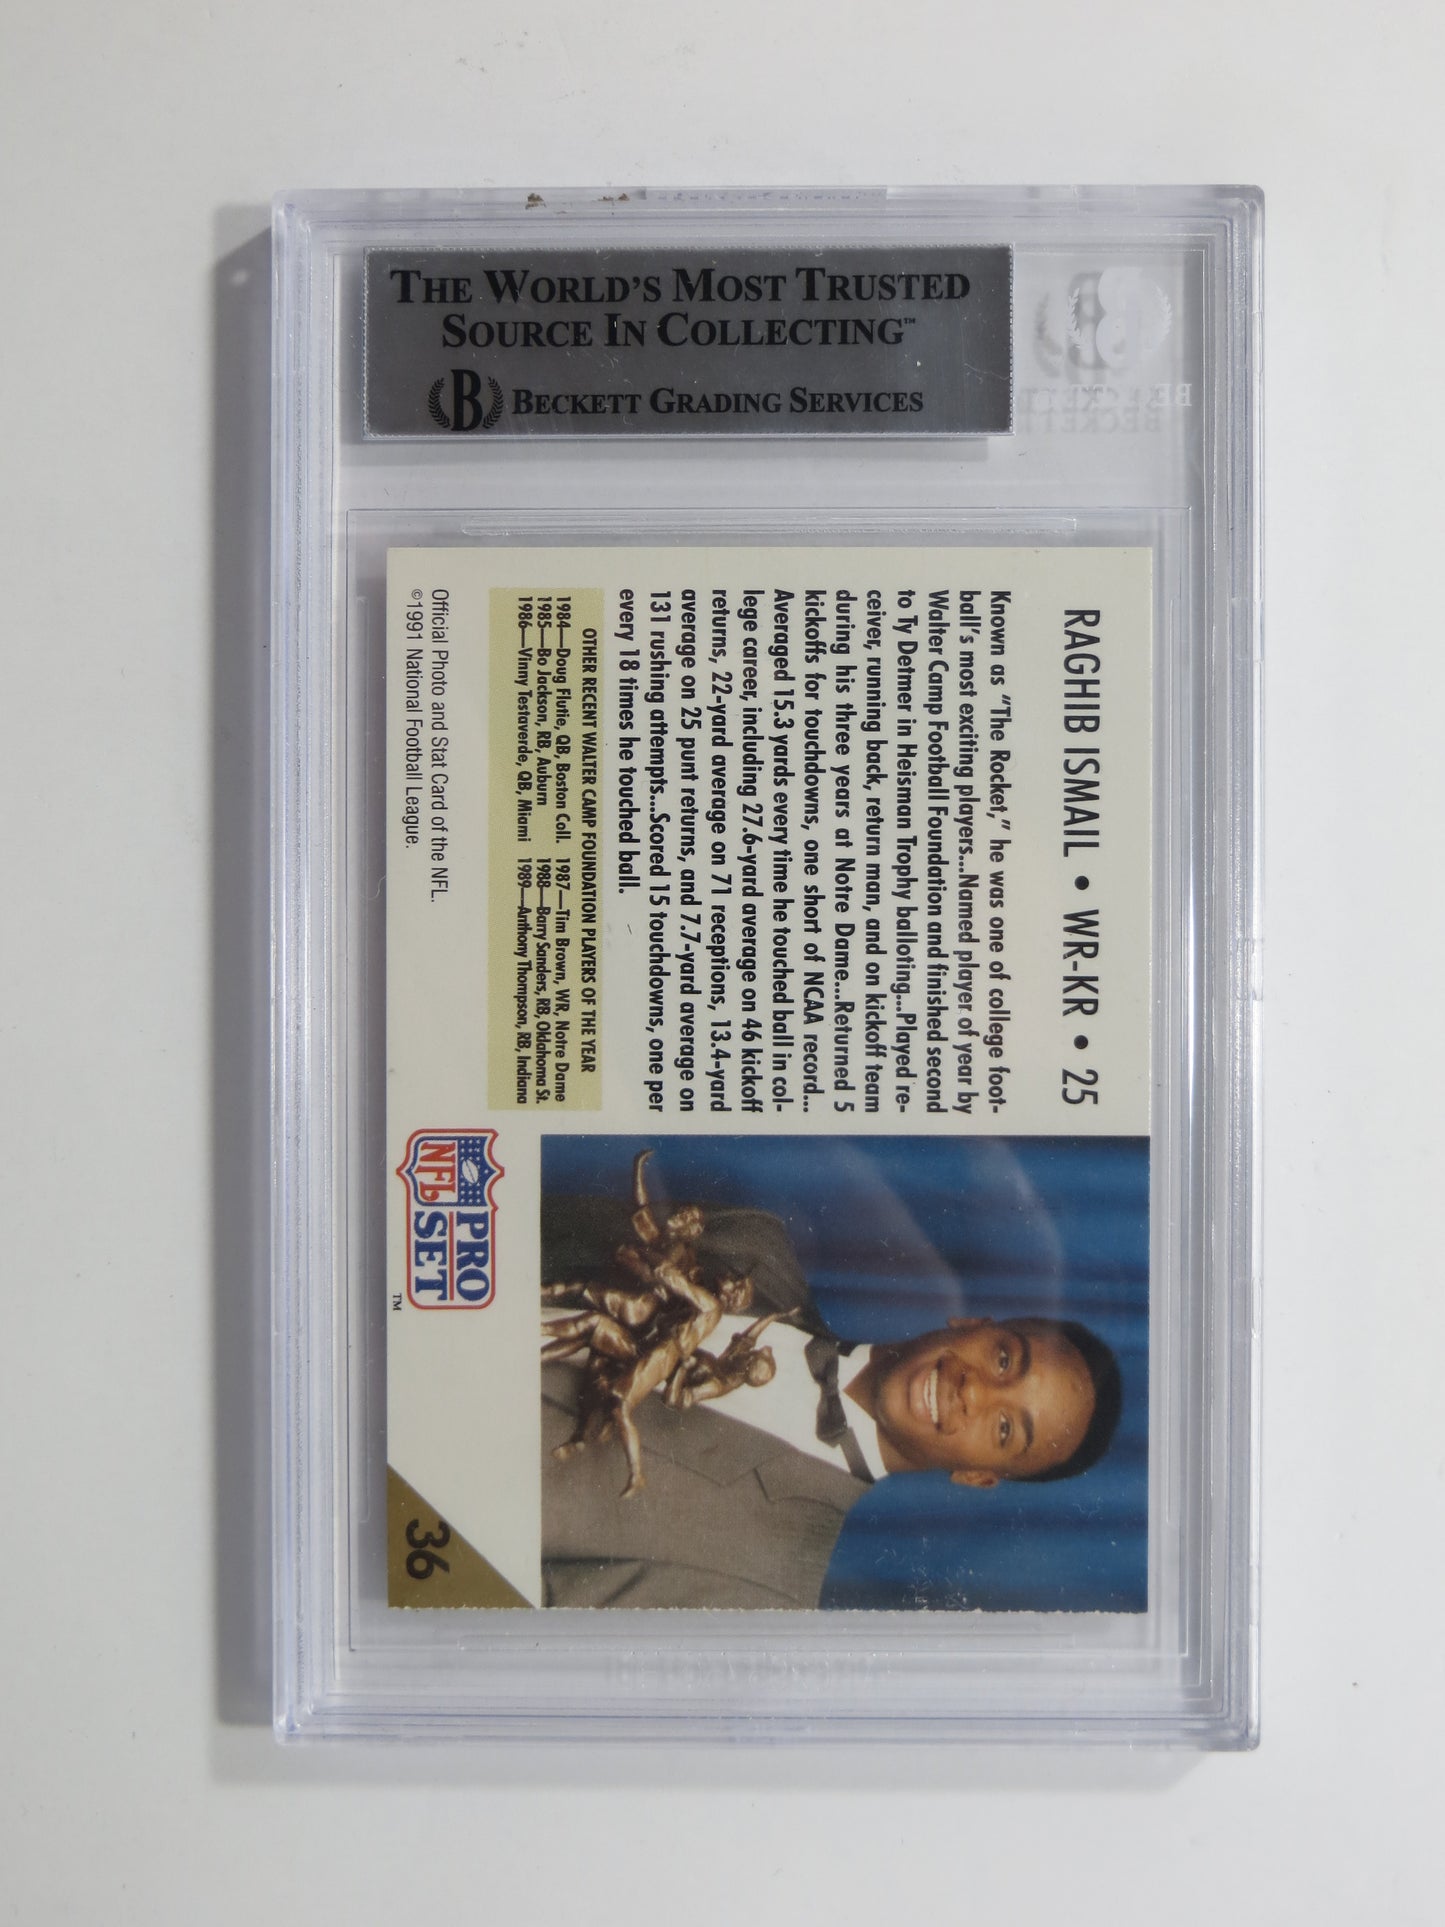 THE WORLD'S MOST TRUSTED
SOURCE IN COLLECTING™
B BECKETT GRADING SERVICES
BECKETT
RAGHIB ISMAIL • WR-KR • 25
Known as "The Rocket," he was one of college foot-
ball's most exciting players...Named player of year by
Walter Camp Football Foundation and finished second
to Ty Detmer in Heisman Trophy balloting...Played re-
ceiver, running back, return man, and on kickoff team
during his three years at Notre Dame...Returned 5
kickoffs for touchdowns, one short of NCAA record...
Averaged 15.3 yards every time he touched ball in col-
lege career, including 27.6-yard average on 46 kickoff
returns, 22-yard average on 71 receptions, 13.4-yard
average on 25 punt returns, and 7.7-yard average on
131 rushing attempts...Scored 15 touchdowns, one per
every 18 times he touched ball.
OTHER RECENT WALTER CAMP FOUNDATION PLAYERS OF THE YEAR
1984—Doug Flutie, QB, Boston Coll. 1987—Tim Brown, WR, Notre Dame
1985—Bo Jackson, RB, Auburn 1988—Barry Sanders, RB, Oklahoma St.
1986—Vinny Testaverde, QB, Miami 1989—Anthony Thompson, RB, Indiana
Official Photo and Stat Card of the NFL.
©1991 National Football League.
PRO
NFL SET
™
36